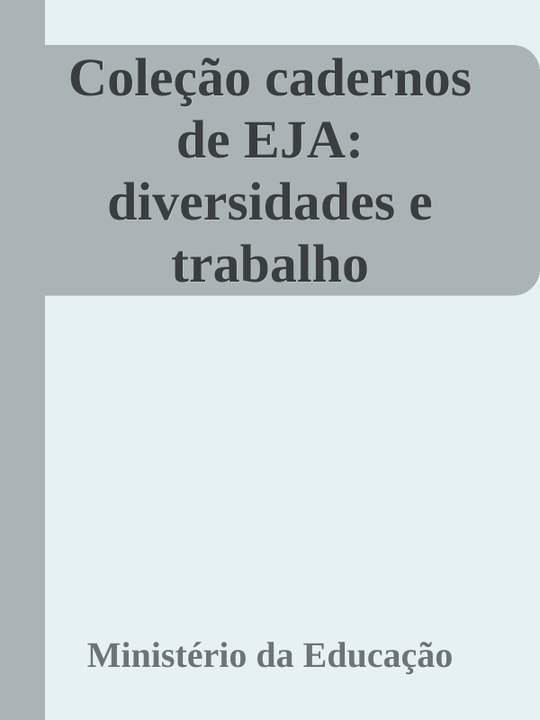 Coleção cadernos
de EJA:
diversidades e
trabalho
Ministério da Educação